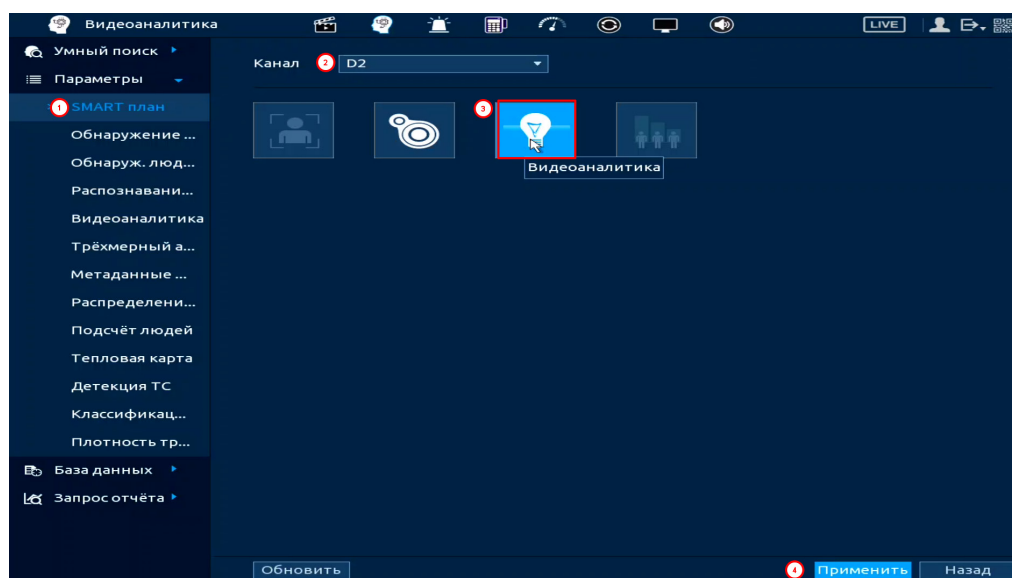 Видеоаналитика
LIVE
Умный поиск
Параметры
1 SMART план
Обнаружение ...
Обнаруж. люд...
Распознавани...
Видеоаналитика
Трёхмерный а...
Метаданные ...
Распределени...
Подсчёт людей
Тепловая карта
Детекция ТС
Классификац...
Плотность тр...
База данных
Запрос отчёта
Канал 2 D2
3
Видеоаналитика
Обновить
4 Применить Назад